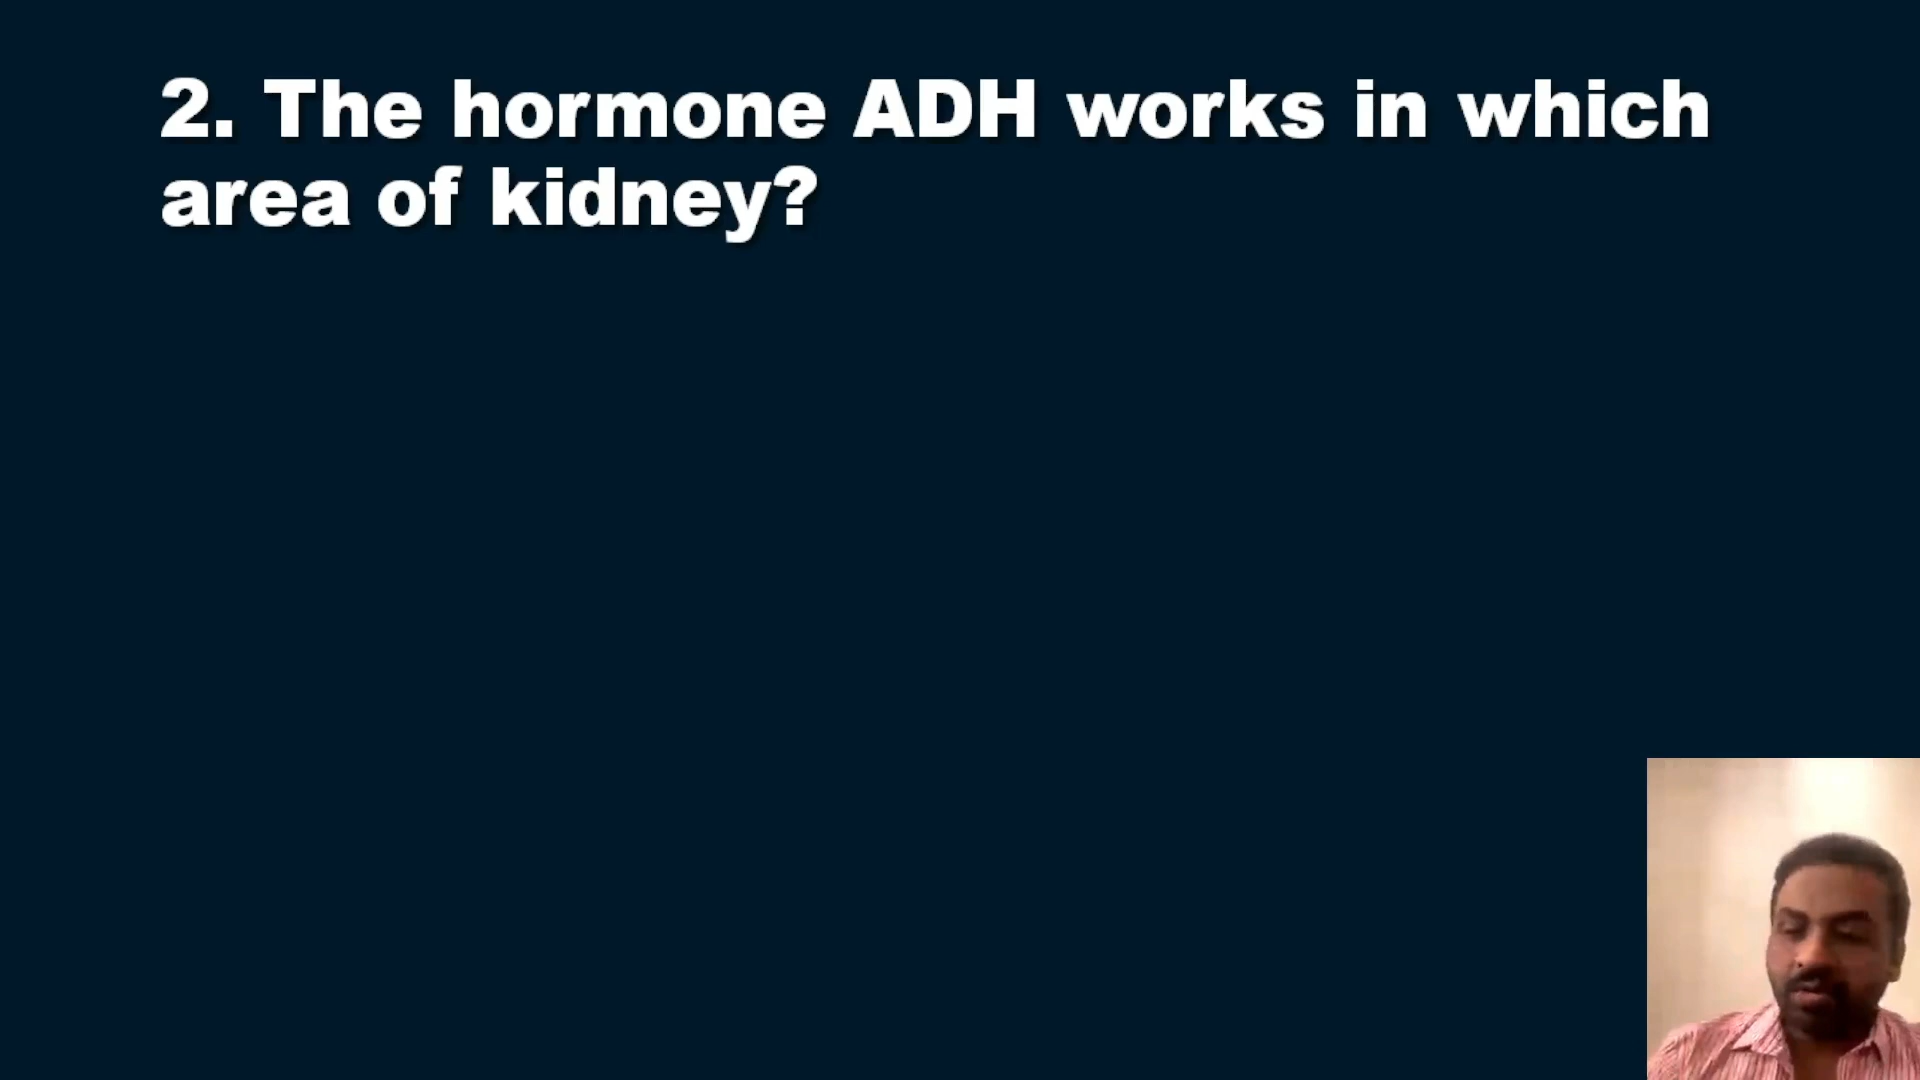 2. The hormone ADH works in which
area of kidney?